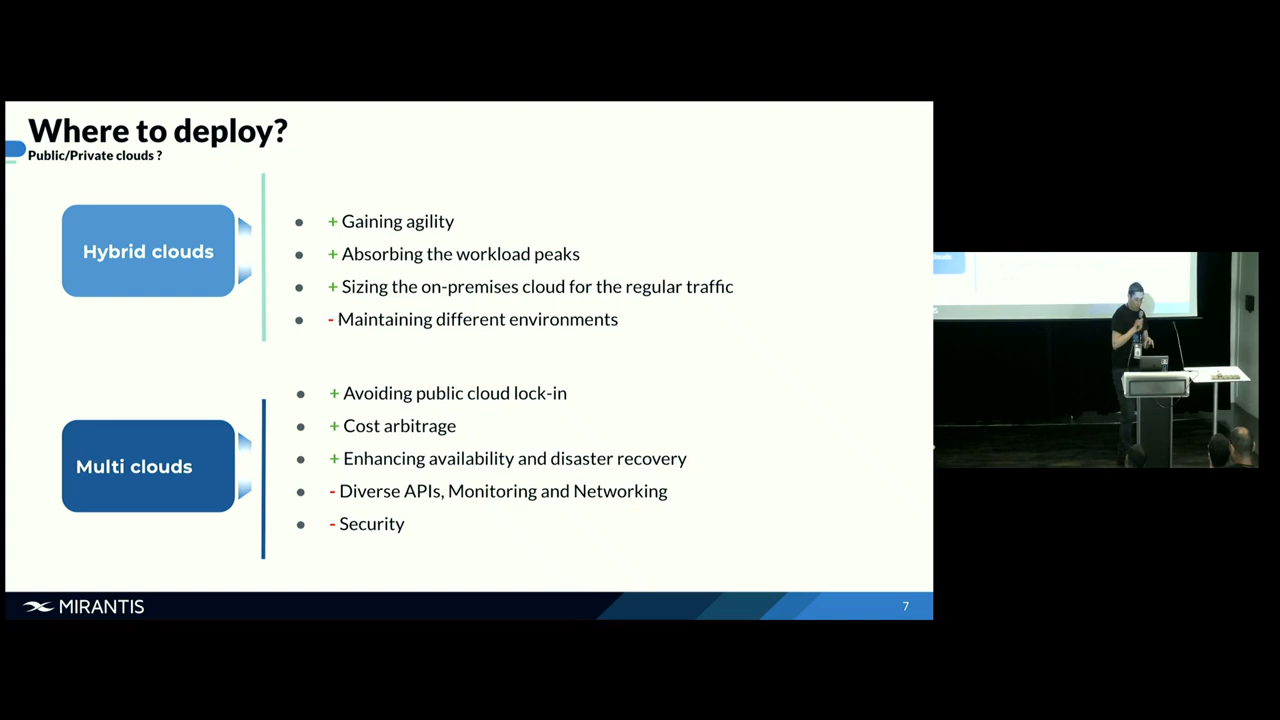 Where to deploy?
Public/Private clouds ?
Hybrid clouds
+ Gaining agility
+ Absorbing the workload peaks
+ Sizing the on-premises cloud for the regular traffic
- Maintaining different environments
Multi clouds
+ Avoiding public cloud lock-in
+ Cost arbitrage
+ Enhancing availability and disaster recovery
- Diverse APIs, Monitoring and Networking
- Security
MIRANTIS
7